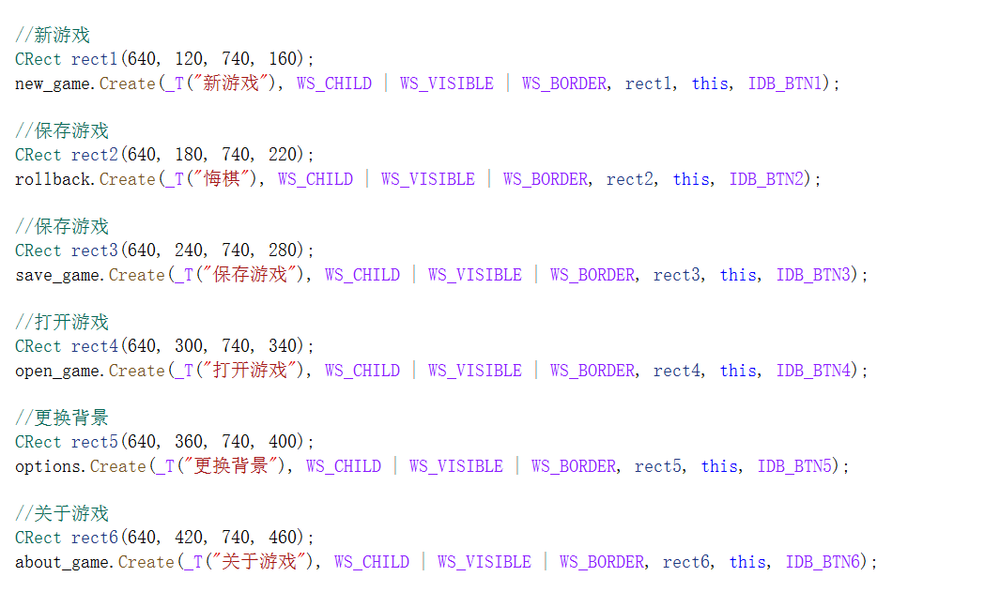 //新游戏
CRect rect1(640, 120, 740, 160);
new_game.Create(_T("新游戏"), WS_CHILD | WS_VISIBLE | WS_BORDER, rect1, this, IDB_BTN1);
//保存游戏
CRect rect2(640, 180, 740, 220);
rollback.Create(_T("悔棋"), WS_CHILD | WS_VISIBLE | WS_BORDER, rect2, this, IDB_BTN2);
//保存游戏
CRect rect3(640, 240, 740, 280);
save_game.Create(_T("保存游戏"), WS_CHILD | WS_VISIBLE | WS_BORDER, rect3, this, IDB_BTN3);
//打开游戏
CRect rect4(640, 300, 740, 340);
open_game.Create(_T("打开游戏"), WS_CHILD | WS_VISIBLE | WS_BORDER, rect4, this, IDB_BTN4);
//更换背景
CRect rect5(640, 360, 740, 400);
options.Create(_T("更换背景"), WS_CHILD | WS_VISIBLE | WS_BORDER, rect5, this, IDB_BTN5);
//关于游戏
CRect rect6(640, 420, 740, 460);
about_game.Create(_T("关于游戏"), WS_CHILD | WS_VISIBLE | WS_BORDER, rect6, this, IDB_BTN6);